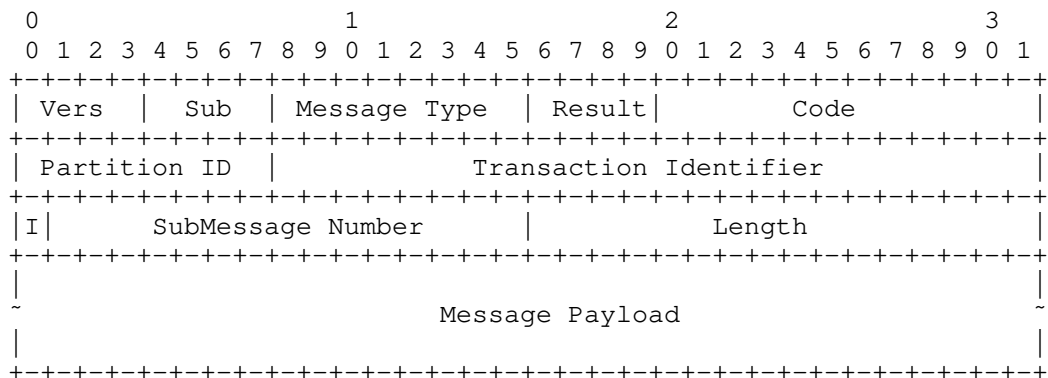 0                   1                   2                   3
 0 1 2 3 4 5 6 7 8 9 0 1 2 3 4 5 6 7 8 9 0 1 2 3 4 5 6 7 8 9 0 1
+-+-+-+-+-+-+-+-+-+-+-+-+-+-+-+-+-+-+-+-+-+-+-+-+-+-+-+-+-+-+-+-+
| Vers  |  Sub  | Message Type  | Result|         Code          |
+-+-+-+-+-+-+-+-+-+-+-+-+-+-+-+-+-+-+-+-+-+-+-+-+-+-+-+-+-+-+-+-+
| Partition ID  |            Transaction Identifier             |
+-+-+-+-+-+-+-+-+-+-+-+-+-+-+-+-+-+-+-+-+-+-+-+-+-+-+-+-+-+-+-+-+
|I|      SubMessage Number      |           Length              |
+-+-+-+-+-+-+-+-+-+-+-+-+-+-+-+-+-+-+-+-+-+-+-+-+-+-+-+-+-+-+-+-+
|                                                               |
~                          Message Payload                      ~
|                                                               |
+-+-+-+-+-+-+-+-+-+-+-+-+-+-+-+-+-+-+-+-+-+-+-+-+-+-+-+-+-+-+-+-+